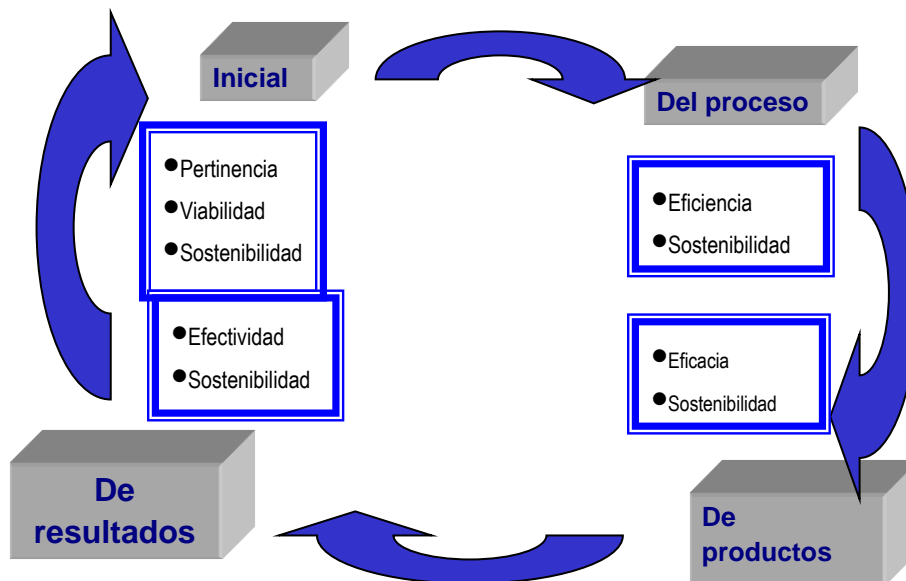 Inicial
● Pertinencia
● Viabilidad
● Sostenibilidad
Del proceso
● Eficiencia
● Sostenibilidad
● Eficacia
● Sostenibilidad
De
productos
● Efectividad
● Sostenibilidad
De
resultados